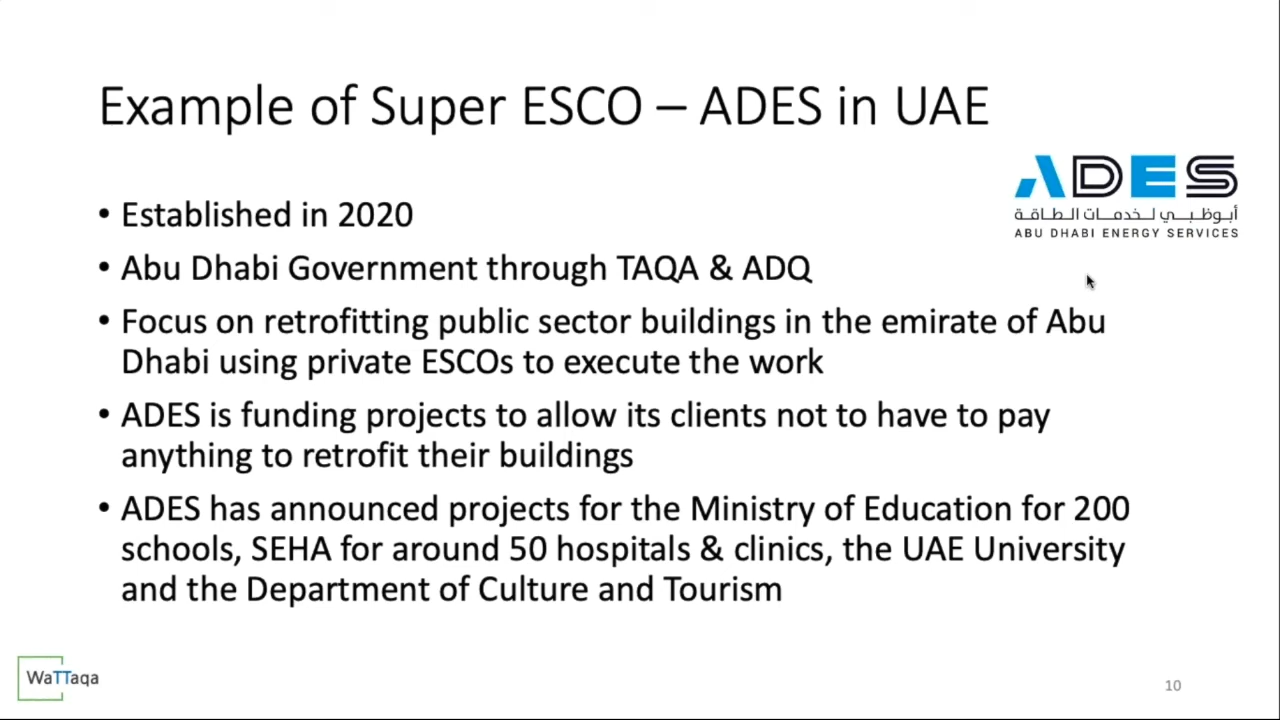 Example of Super ESCO – ADES in UAE
ADES
أبوظبي لخدمات الطاقة
ABU DHABI ENERGY SERVICES
• Established in 2020
• Abu Dhabi Government through TAQA & ADQ
• Focus on retrofitting public sector buildings in the emirate of Abu
Dhabi using private ESCOs to execute the work
• ADES is funding projects to allow its clients not to have to pay
anything to retrofit their buildings
• ADES has announced projects for the Ministry of Education for 200
schools, SEHA for around 50 hospitals & clinics, the UAE University
and the Department of Culture and Tourism
WaTTaqa
10